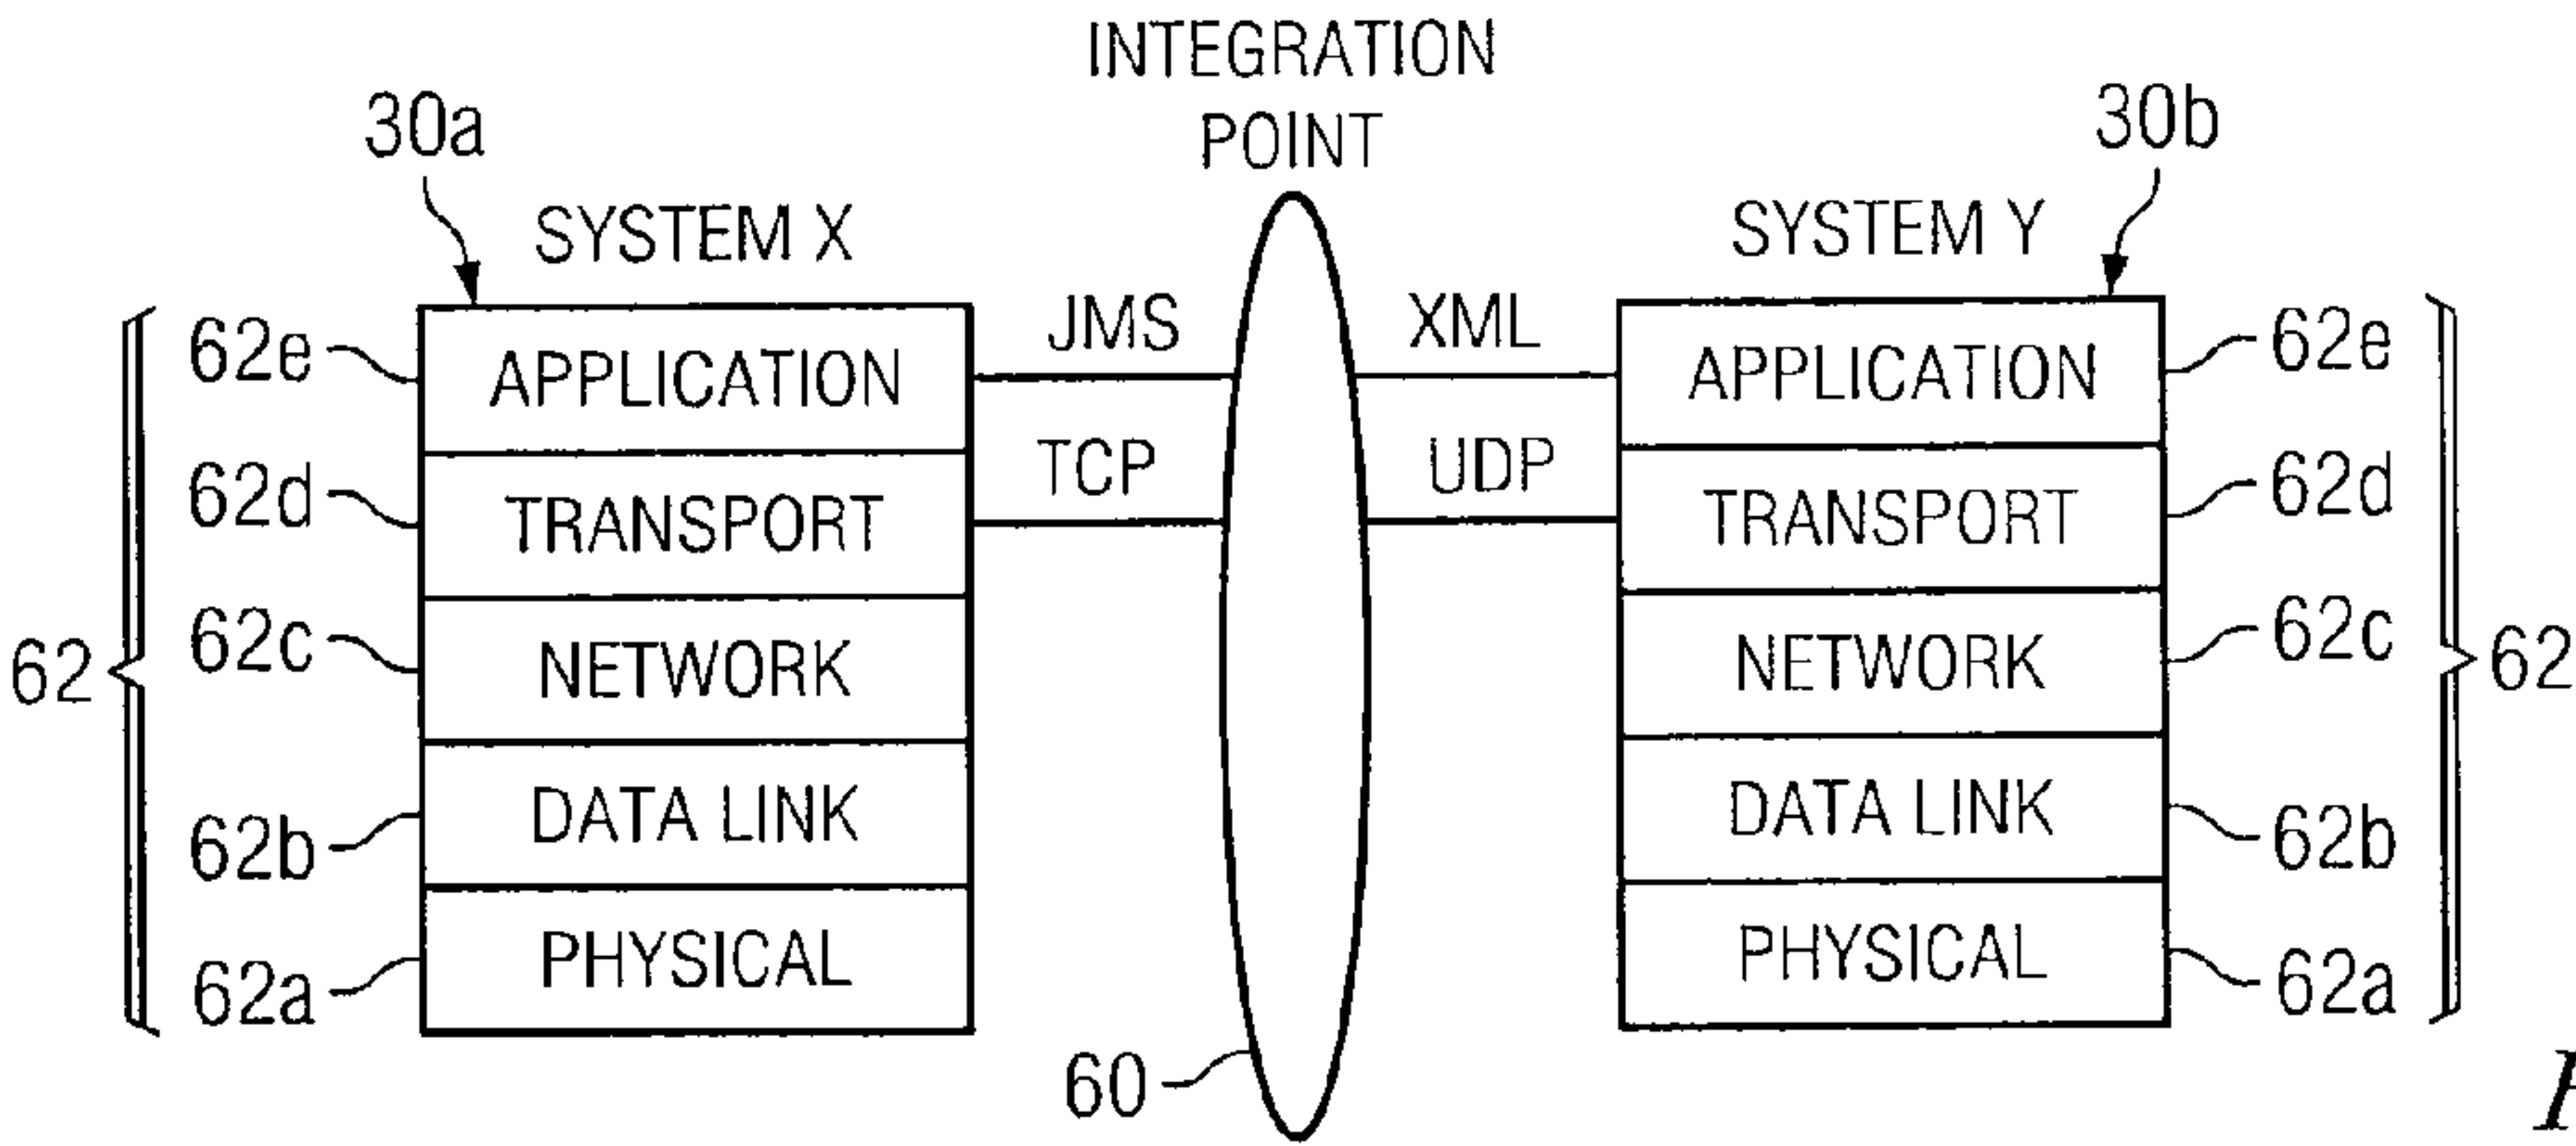 INTEGRATION
POINT
30a
30b
SYSTEM X
SYSTEM Y
JMS
XML
62e
APPLICATION
APPLICATION
62e
TCP
UDP
62d
TRANSPORT
TRANSPORT
62d
62
62c
NETWORK
NETWORK
62c
62
62b
DATA LINK
DATA LINK
62b
62a
PHYSICAL
PHYSICAL
62a
60